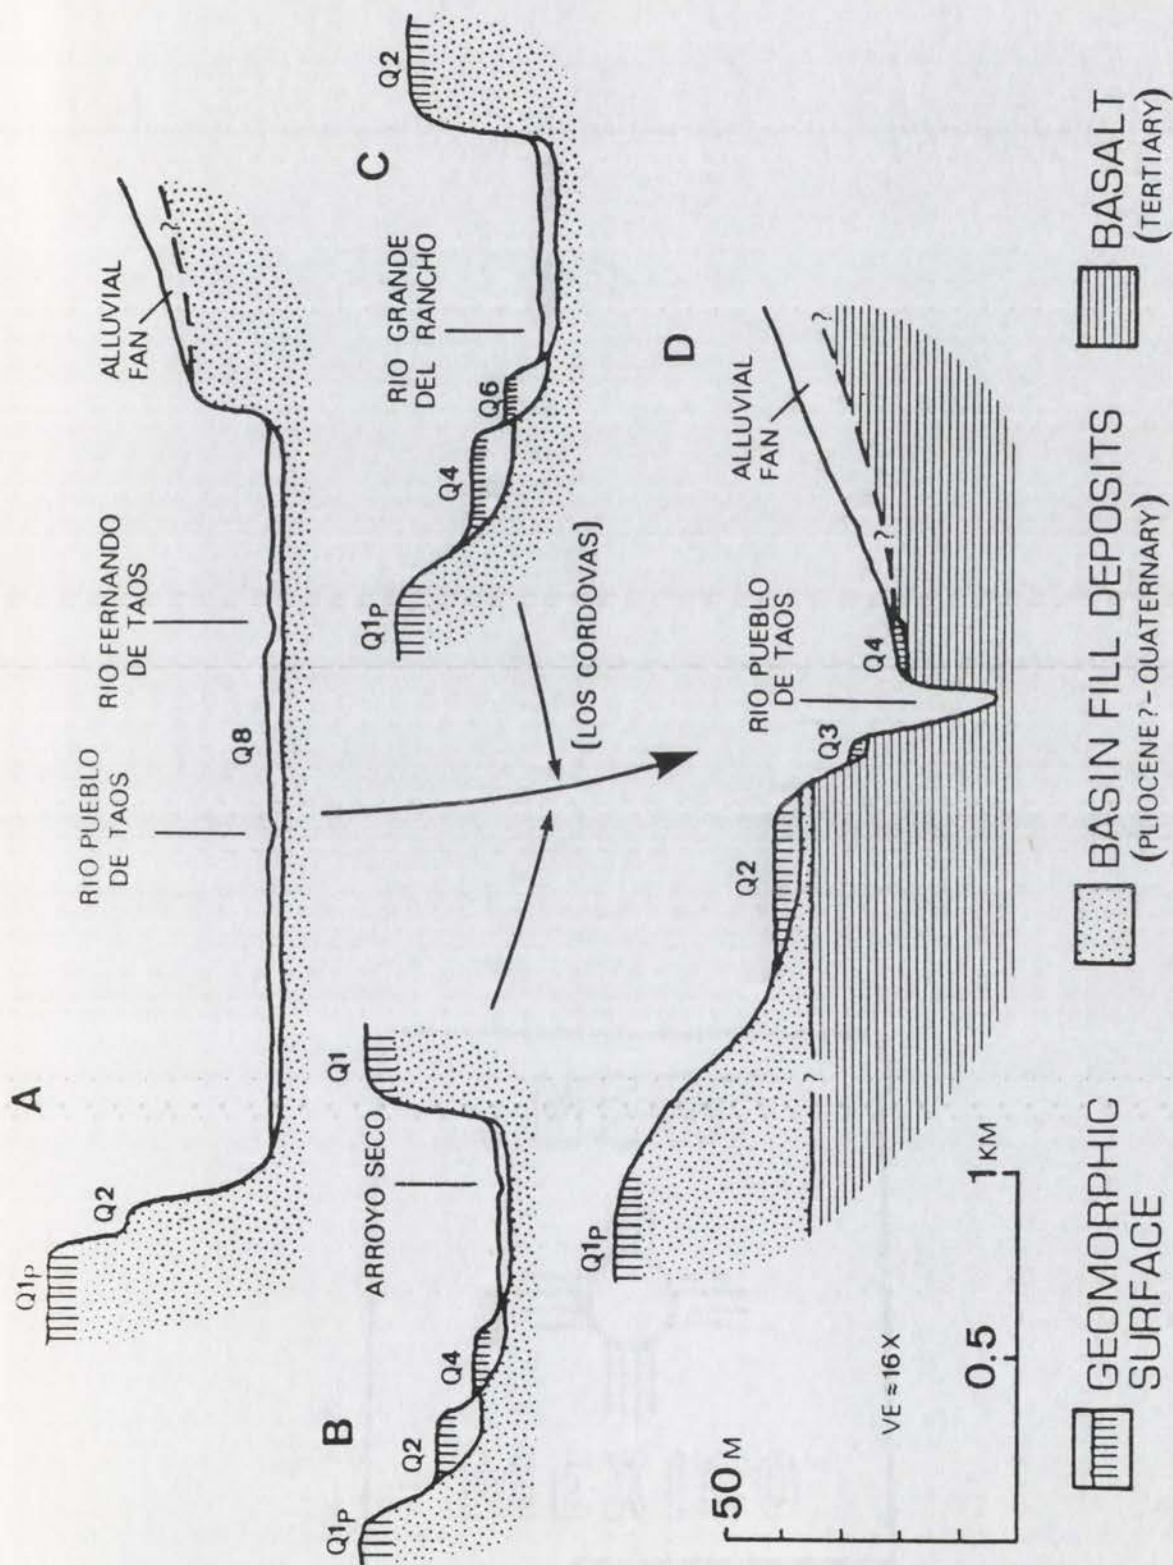 A
Q1P
Q2
RIO PUEBLO
DE TAOS
Q8
RIO FERNANDO
DE TAOS
ALLUVIAL
FAN
?
B
Q1P
Q2
Q4
ARROYO SECO
Q1
C
Q1P
Q4
Q6
RIO GRANDE
DEL RANCHO
Q2
(LOS CORDOVAS)
D
Q1P
?
Q2
Q3
RIO PUEBLO
DE TAOS
Q4
ALLUVIAL
FAN
?
?
50 M
VE ≈ 16 X
0.5
1 KM
GEOMORPHIC
SURFACE
BASIN FILL DEPOSITS
(PLIOCENE ? - QUATERNARY)
BASALT
(TERTIARY)